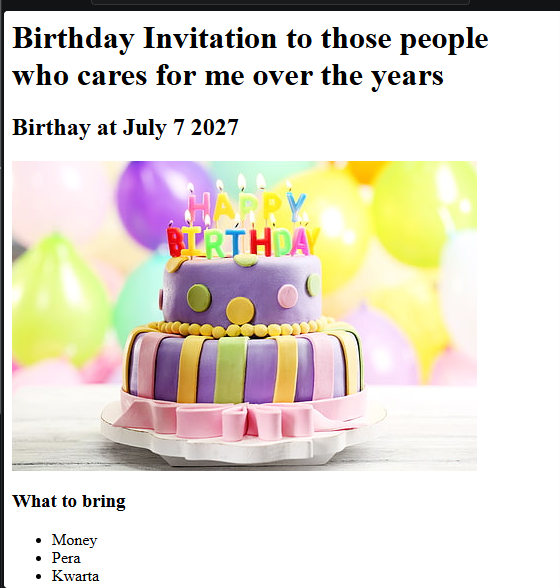 Birthday Invitation to those people
who cares for me over the years
Birthay at July 7 2027
HAPPY
BIRTHDAY
What to bring
Money
Pera
Kwarta